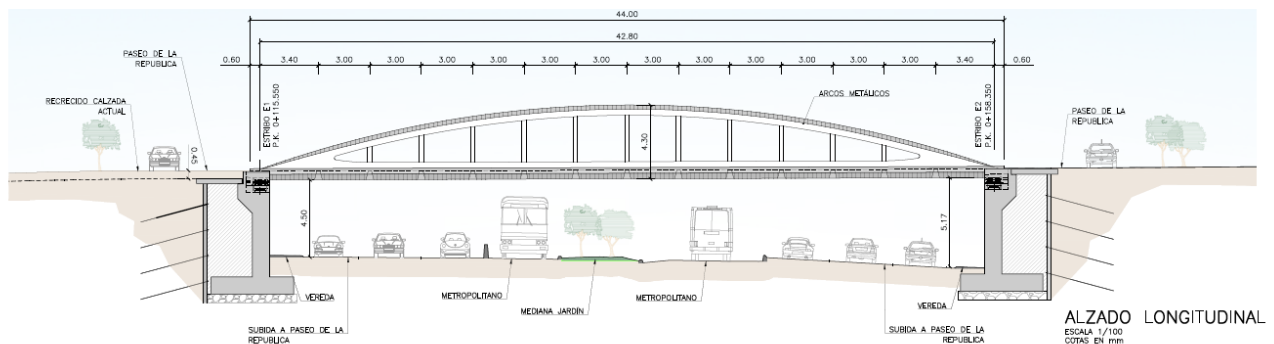 44.00
42.80
PASEO DE LA
REPUBLICA
0.60
3.40
3.00
3.00
3.00
3.00
3.00
3.00
3.00
3.00
3.00
3.00
3.00
3.00
3.40
0.60
RECRECIDO CALZADA
ACTUAL
ESTRIBO E1
P.K. 0+115.550
ARCOS METÁLICOS
ESTRIBO E2
P.K. 0+158.350
PASEO DE LA
REPUBLICA
0.45
4.30
4.50
5.17
VEREDA
METROPOLITANO
MEDIANA JARDÍN
METROPOLITANO
VEREDA
SUBIDA A PASEO DE LA
REPUBLICA
SUBIDA A PASEO DE LA
REPUBLICA
ALZADO LONGITUDINAL
ESCALA 1/100
COTAS EN mm